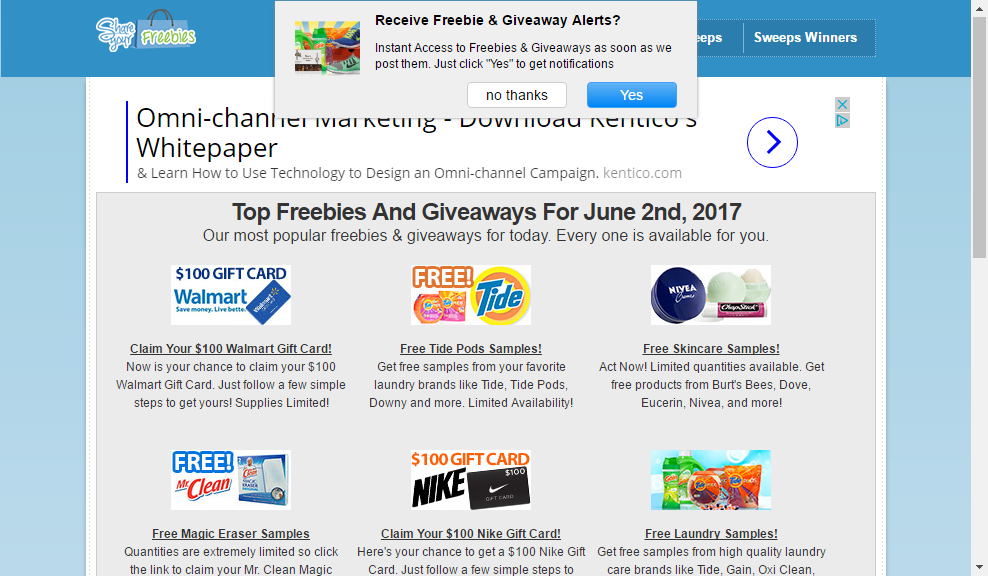 Share
Your
Freebies
Receive Freebie & Giveaway Alerts?
Instant Access to Freebies & Giveaways as soon as we
post them. Just click "Yes" to get notifications
no thanks
Yes
Sweeps Winners
Omni-channel Marketing - Download Kentico's
Whitepaper
& Learn How to Use Technology to Design an Omni-channel Campaign. kentico.com
Top Freebies And Giveaways For June 2nd, 2017
Our most popular freebies & giveaways for today. Every one is available for you.
$100 GIFT CARD
Walmart
Save money. Live better.
Claim Your $100 Walmart Gift Card!
Now is your chance to claim your $100
Walmart Gift Card. Just follow a few simple
steps to get yours! Supplies Limited!
FREE!
Tide
Free Tide Pods Samples!
Get free samples from your favorite
laundry brands like Tide, Tide Pods,
Downy and more. Limited Availability!
NIVEA
Creme
ChapStick
Free Skincare Samples!
Act Now! Limited quantities available. Get
free products from Burt's Bees, Dove,
Eucerin, Nivea, and more!
FREE!
Mr. Clean
MAGIC
ERASER
Free Magic Eraser Samples
Quantities are extremely limited so click
the link to claim your Mr. Clean Magic
$100 GIFT CARD
NIKE
$100
GIFT CARD
Claim Your $100 Nike Gift Card!
Here's your chance to get a $100 Nike Gift
Card. Just follow a few simple steps to
Free Laundry Samples!
Get free samples from high quality laundry
care brands like Tide, Gain, Oxi Clean,